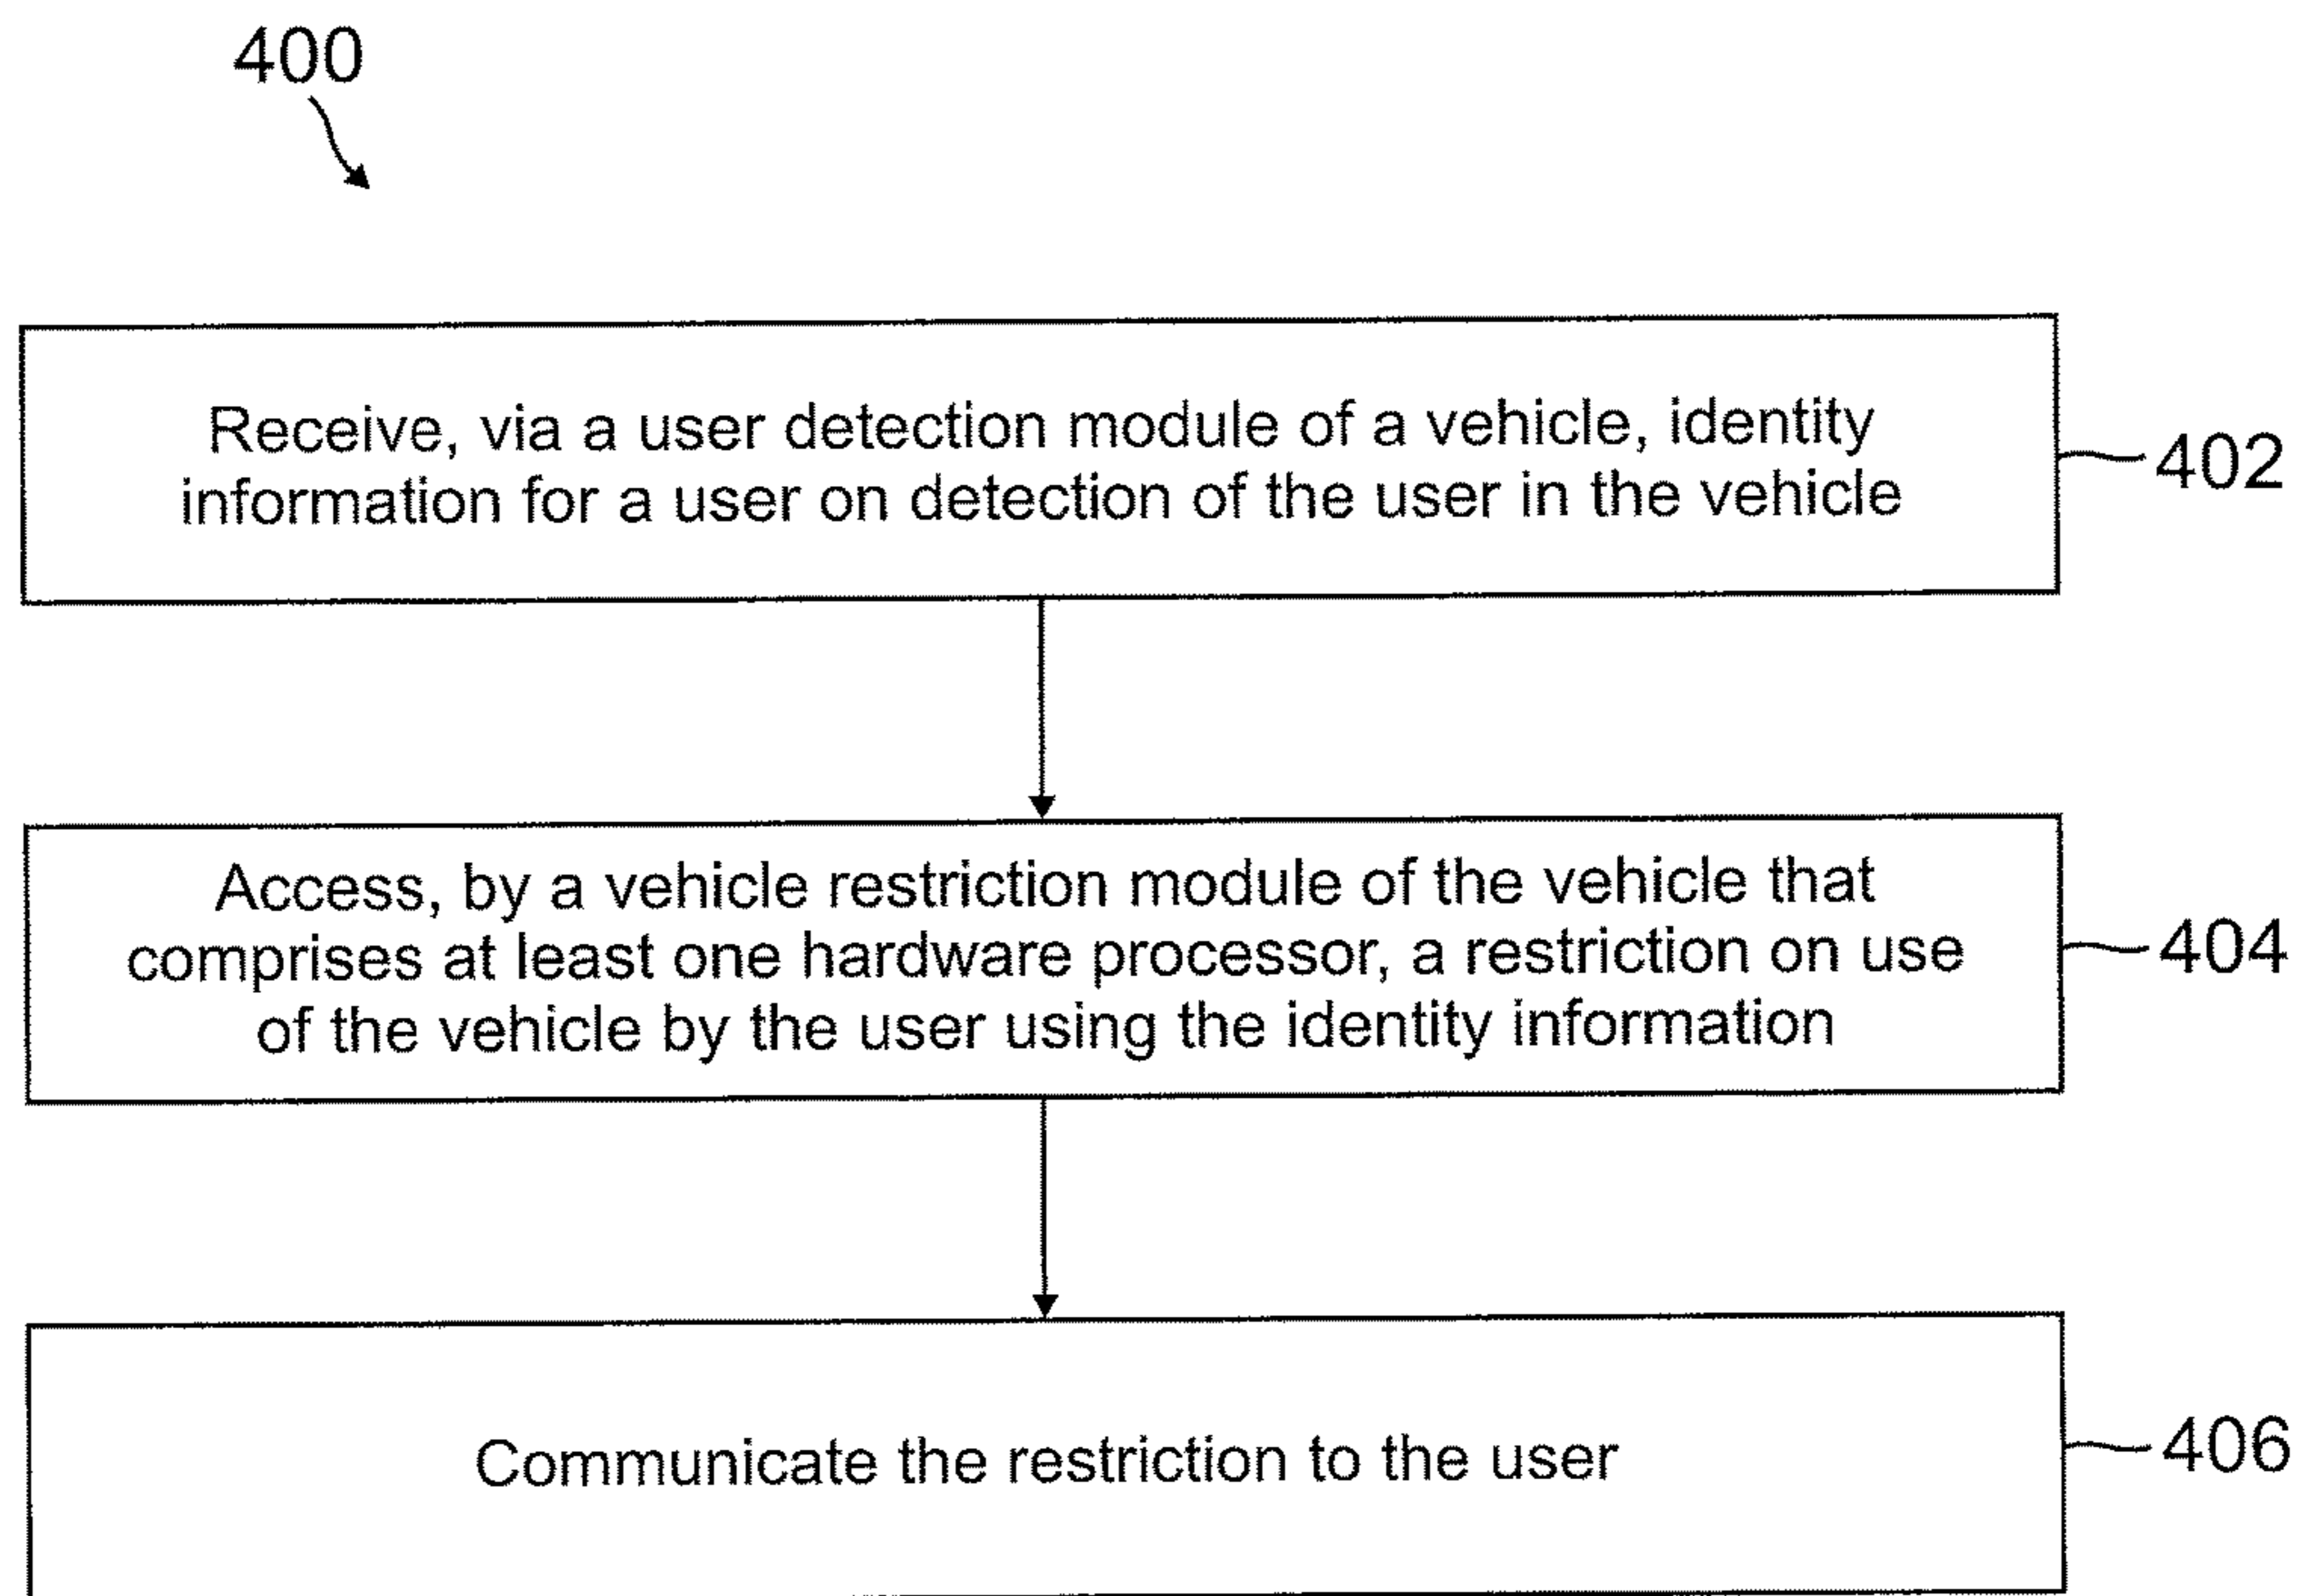 400
Receive, via a user detection module of a vehicle, identity
information for a user on detection of the user in the vehicle
402
Access, by a vehicle restriction module of the vehicle that
comprises at least one hardware processor, a restriction on use
of the vehicle by the user using the identity information
404
Communicate the restriction to the user
406